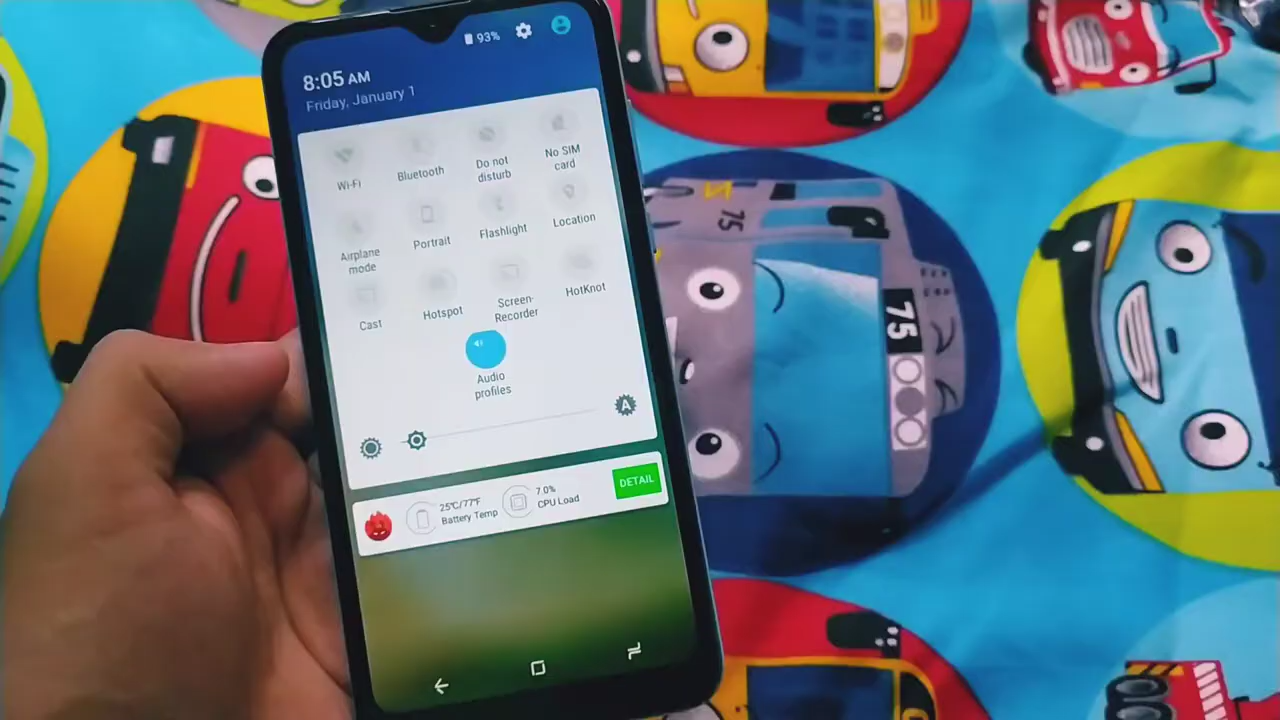 93%
8:05 AM
Friday, January 1
Wi-Fi
Bluetooth
Do not
disturb
No SIM
card
Airplane
mode
Portrait
Flashlight
Location
Cast
Hotspot
Screen-
Recorder
HotKnot
Audio
profiles
A
25℃/77℉
Battery Temp
7.0%
CPU Load
DETAIL
75
75